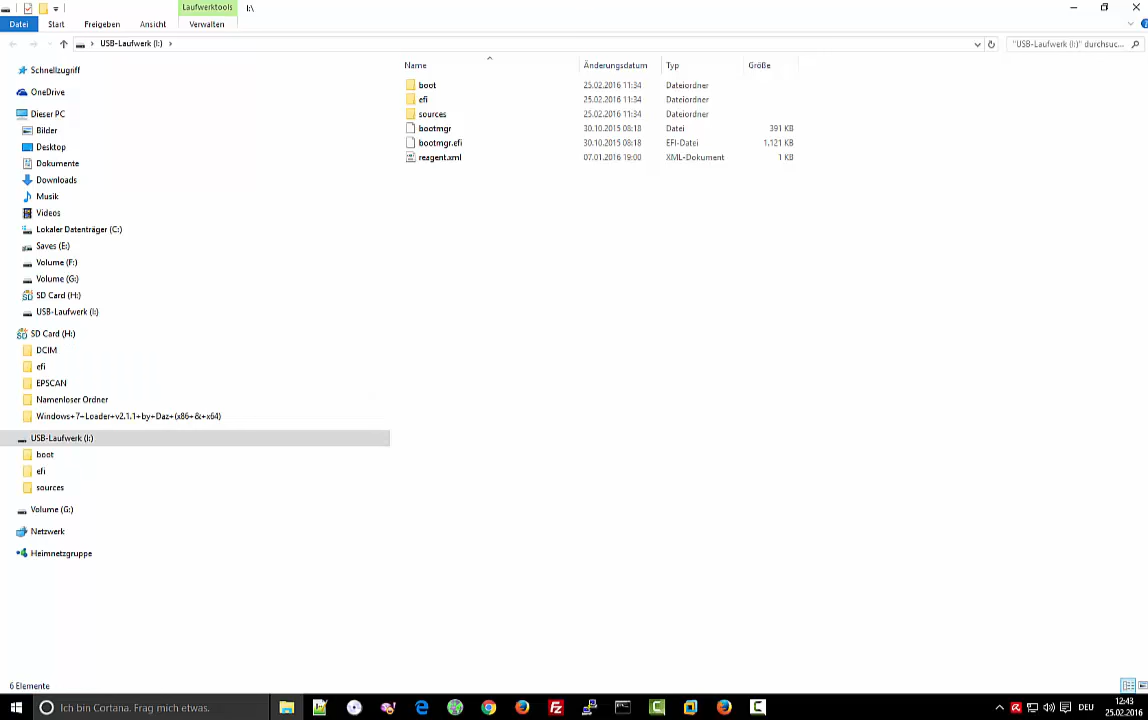 Laufwerktools I:\
Datei Start Freigeben Ansicht Verwalten
USB-Laufwerk (I:) "USB-Laufwerk (I:)" durchsuc...
Name Änderungsdatum Typ Größe
boot 25.02.2016 11:34 Dateiordner
efi 25.02.2016 11:34 Dateiordner
sources 25.02.2016 11:34 Dateiordner
bootmgr 30.10.2015 08:18 Datei 391 KB
bootmgr.efi 30.10.2015 08:18 EFI-Datei 1.121 KB
reagent.xml 07.01.2016 19:00 XML-Dokument 1 KB
Schnellzugriff
OneDrive
Dieser PC
Bilder
Desktop
Dokumente
Downloads
Musik
Videos
Lokaler Datenträger (C:)
Saves (E:)
Volume (F:)
Volume (G:)
SD Card (H:)
USB-Laufwerk (I:)
SD Card (H:)
DCIM
efi
EPSCAN
Namenloser Ordner
Windows+7+Loader+v2.1.1+by+Daz+(x86+&+x64)
USB-Laufwerk (I:)
boot
efi
sources
Volume (G:)
Netzwerk
Heimnetzgruppe
6 Elemente
Ich bin Cortana. Frag mich etwas. DEU 12:43
25.02.2016